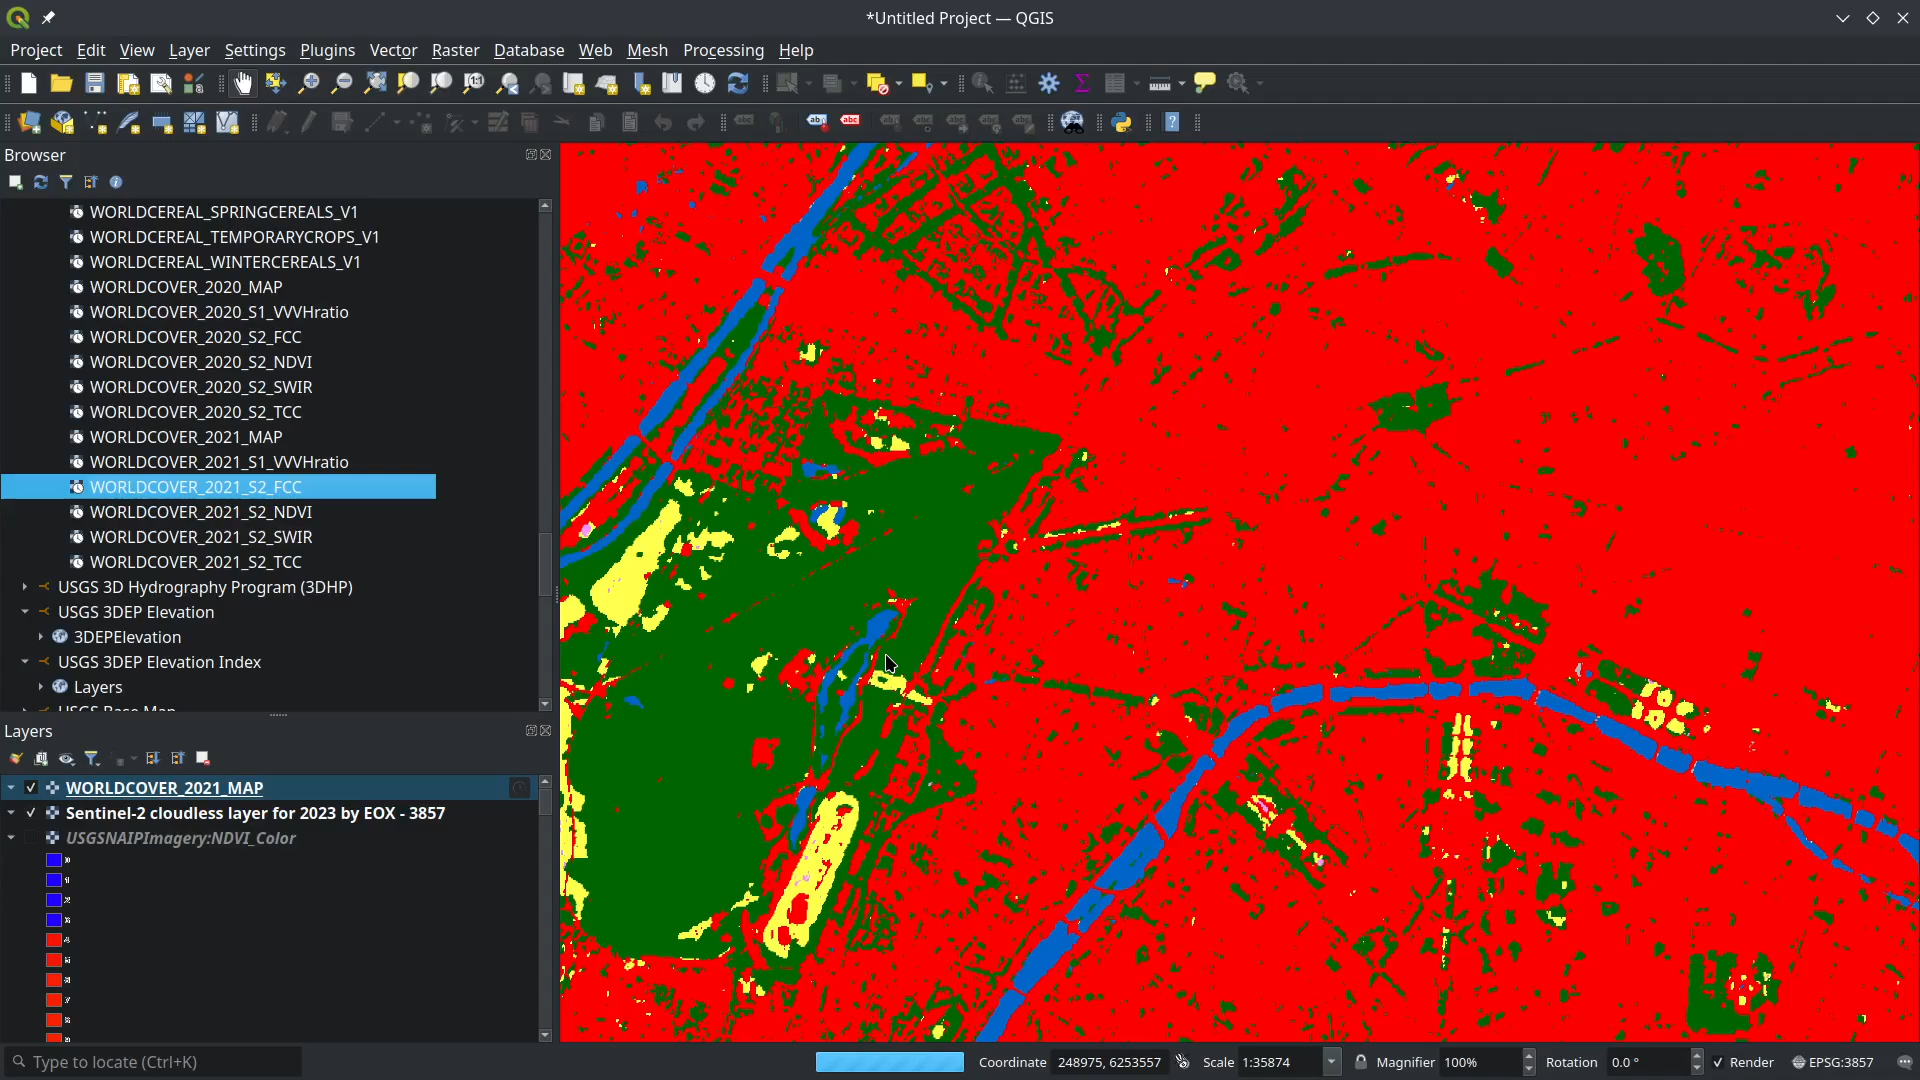 *Untitled Project — QGIS
Project Edit View Layer Settings Plugins Vector Raster Database Web Mesh Processing Help
Browser
WORLDCEREAL_SPRINGCEREALS_V1
WORLDCEREAL_TEMPORARYCROPS_V1
WORLDCEREAL_WINTERCEREALS_V1
WORLDCOVER_2020_MAP
WORLDCOVER_2020_S1_VVVHratio
WORLDCOVER_2020_S2_FCC
WORLDCOVER_2020_S2_NDVI
WORLDCOVER_2020_S2_SWIR
WORLDCOVER_2020_S2_TCC
WORLDCOVER_2021_MAP
WORLDCOVER_2021_S1_VVVHratio
WORLDCOVER_2021_S2_FCC
WORLDCOVER_2021_S2_NDVI
WORLDCOVER_2021_S2_SWIR
WORLDCOVER_2021_S2_TCC
USGS 3D Hydrography Program (3DHP)
USGS 3DEP Elevation
3DEPElevation
USGS 3DEP Elevation Index
Layers
Layers
WORLDCOVER_2021_MAP
Sentinel-2 cloudless layer for 2023 by EOX - 3857
USGSNAIPImagery:NDVI_Color
Type to locate (Ctrl+K)
Coordinate 248975, 6253557 Scale 1:35874 Magnifier 100% Rotation 0.0 ° Render EPSG:3857